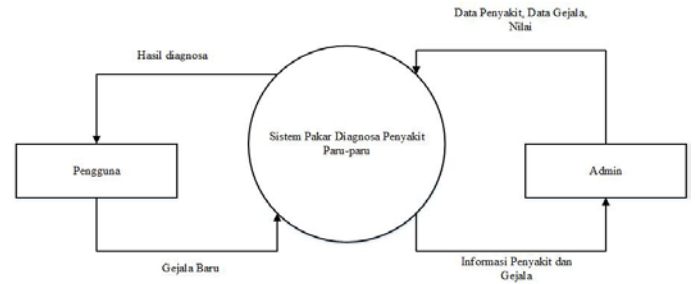 Data Penyakit, Data Gejala,
Nilai
Hasil diagnosa
Sistem Pakar Diagnosa Penyakit
Paru-paru
Pengguna
Admin
Gejala Baru
Informasi Penyakit dan
Gejala